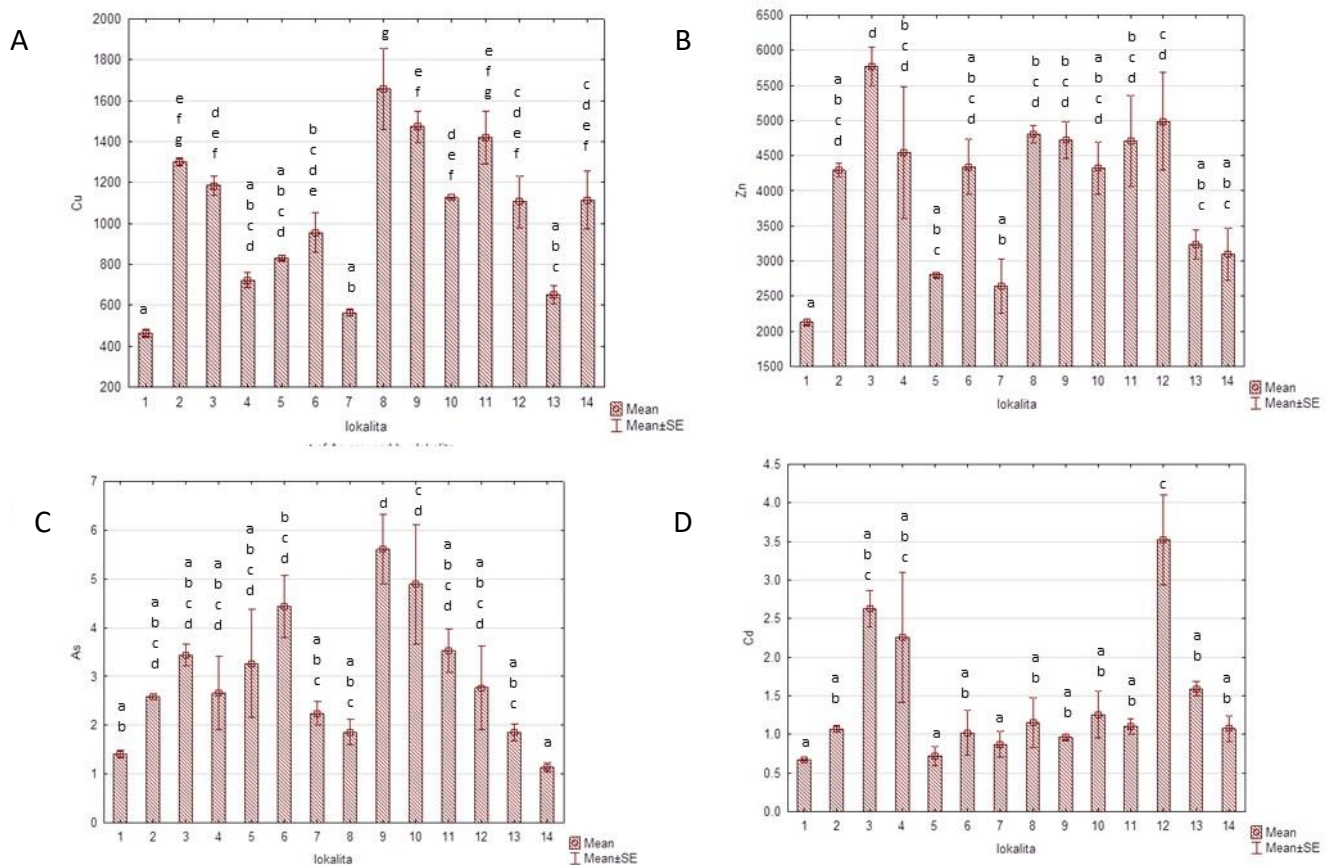 A
Cu
2000
1800
1600
1400
1200
1000
800
600
400
200
a
e
f
g
d
e
f
a
b
c
d
a
b
c
d
b
c
d
e
a
b
g
e
f
d
e
f
e
f
g
c
d
e
f
a
b
c
c
d
e
f
1 2 3 4 5 6 7 8 9 10 11 12 13 14
lokalita
Mean
Mean±SE
B
Zn
6500
6000
5500
5000
4500
4000
3500
3000
2500
2000
1500
a
a
b
c
d
d
b
c
d
a
b
c
a
b
c
d
a
b
b
c
d
b
c
d
a
b
c
d
b
c
d
c
d
a
b
c
a
b
c
1 2 3 4 5 6 7 8 9 10 11 12 13 14
lokalita
Mean
Mean±SE
C
As
7
6
5
4
3
2
1
0
a
b
a
b
c
d
a
b
c
d
a
b
c
d
a
b
c
d
b
c
d
a
b
c
a
b
c
d
c
d
a
b
c
d
a
b
c
d
a
b
c
a
1 2 3 4 5 6 7 8 9 10 11 12 13 14
lokalita
Mean
Mean±SE
D
Cd
4.5
4.0
3.5
3.0
2.5
2.0
1.5
1.0
0.5
0.0
a
a
b
a
b
c
a
b
c
a
a
b
a
a
b
a
b
a
b
a
b
c
a
b
a
b
1 2 3 4 5 6 7 8 9 10 11 12 13 14
lokalita
Mean
Mean±SE